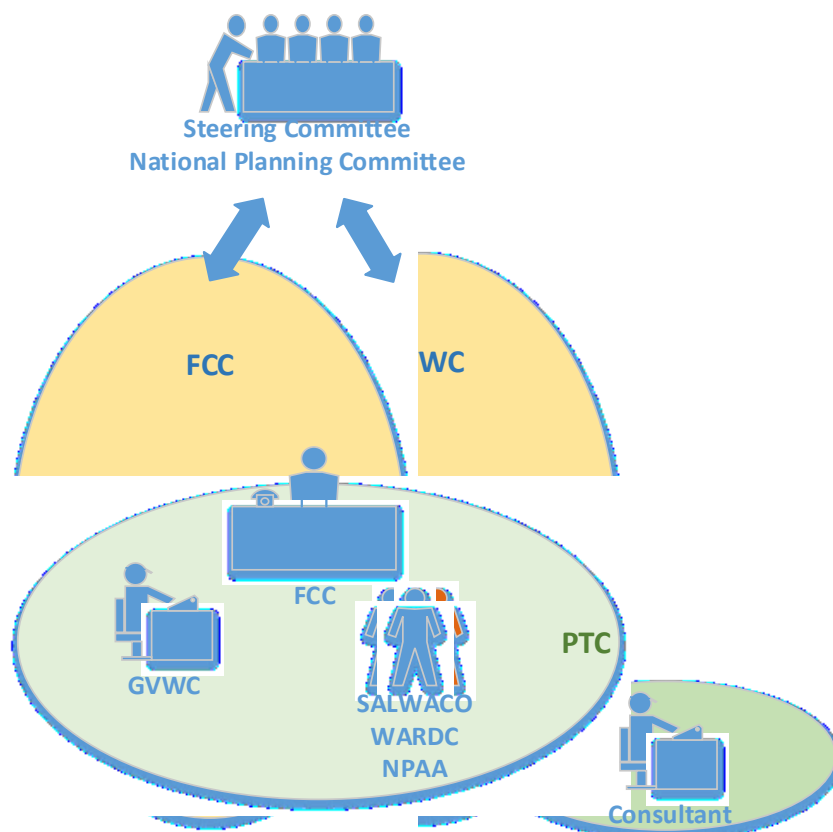 Steering Committee
National Planning Committee
FCC
WC
FCC
GVWC
PTC
SALWACO
WARDC
NPAA
Consultant